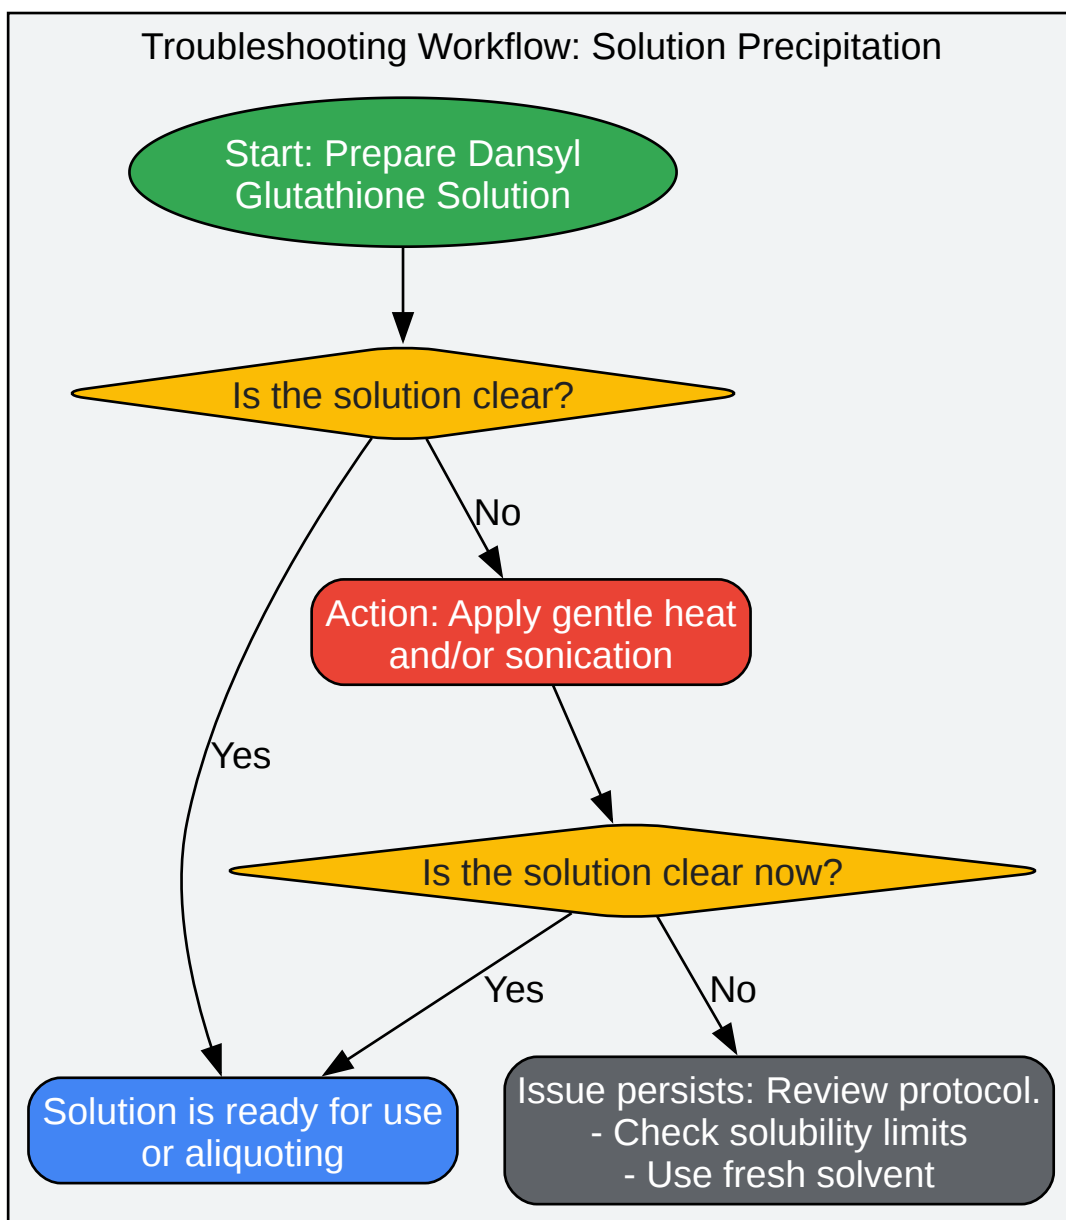 Troubleshooting Workflow: Solution Precipitation
Start: Prepare Dansyl
Glutathione Solution
Is the solution clear?
No
Action: Apply gentle heat
and/or sonication
Yes
Is the solution clear now?
Yes
No
Solution is ready for use
or aliquoting
Issue persists: Review protocol.
- Check solubility limits
- Use fresh solvent